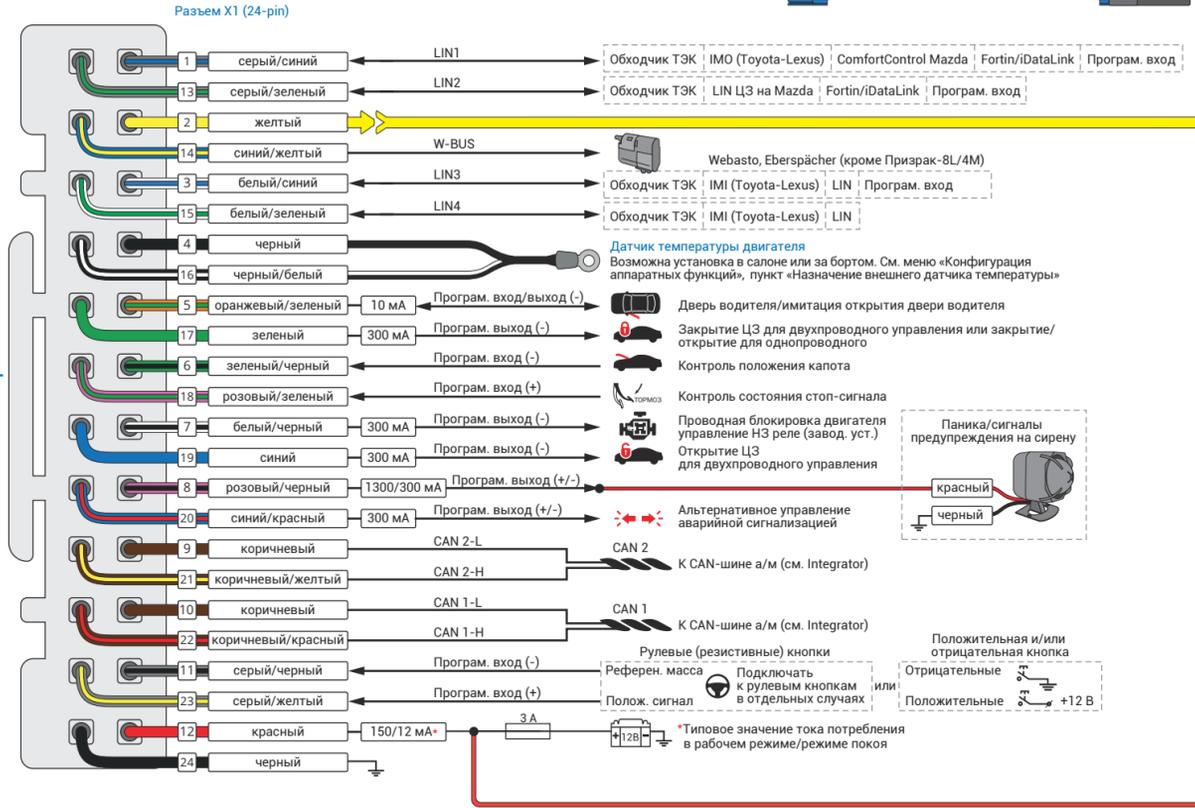 Разъем X1 (24-pin)
1 серый/синий LIN1 Обходчик ТЭК IMO (Toyota-Lexus) ComfortControl Mazda Fortin/iDataLink Програм. вход
13 серый/зеленый LIN2 Обходчик ТЭК LIN ЦЗ на Mazda Fortin/iDataLink Програм. вход
2 желтый
14 синий/желтый W-BUS
Webasto, Eberspächer (кроме Призрак-8L/4M)
3 белый/синий LIN3 Обходчик ТЭК IMI (Toyota-Lexus) LIN Програм. вход
15 белый/зеленый LIN4 Обходчик ТЭК IMI (Toyota-Lexus) LIN
4 черный
Датчик температуры двигателя
Возможна установка в салоне или за бортом. См. меню «Конфигурация
аппаратных функций», пункт «Назначение внешнего датчика температуры»
16 черный/белый
5 оранжевый/зеленый 10 мА Програм. вход/выход (-) Дверь водителя/имитация открытия двери водителя
17 зеленый 300 мА Програм. выход (-) Закрытие ЦЗ для двухпроводного управления или закрытие/
открытие для однопроводного
6 зеленый/черный Програм. вход (-) Контроль положения капота
18 розовый/зеленый Програм. вход (+) ТОРМОЗ Контроль состояния стоп-сигнала
7 белый/черный 300 мА Програм. выход (-) Проводная блокировка двигателя
управление НЗ реле (завод. уст.)
19 синий 300 мА Програм. выход (-) Открытие ЦЗ
для двухпроводного управления
Паника/сигналы
предупреждения на сирену
8 розовый/черный 1300/300 мА Програм. выход (+/-) красный
черный
20 синий/красный 300 мА Програм. выход (+/-) Альтернативное управление
аварийной сигнализацией
9 коричневый CAN 2-L CAN 2
К CAN-шине а/м (см. Integrator)
21 коричневый/желтый CAN 2-H
10 коричневый CAN 1-L CAN 1
К CAN-шине а/м (см. Integrator)
22 коричневый/красный CAN 1-H
Рулевые (резистивные) кнопки
Положительная и/или
отрицательная кнопка
11 серый/черный Програм. вход (-) Референ. масса
Подключать
к рулевым кнопкам
в отдельных случаях
или
Отрицательные
23 серый/желтый Програм. вход (+) Полож. сигнал
Положительные +12 В
12 красный 150/12 мА* 3 А + 12В - *Типовое значение тока потребления
в рабочем режиме/режиме покоя
24 черный